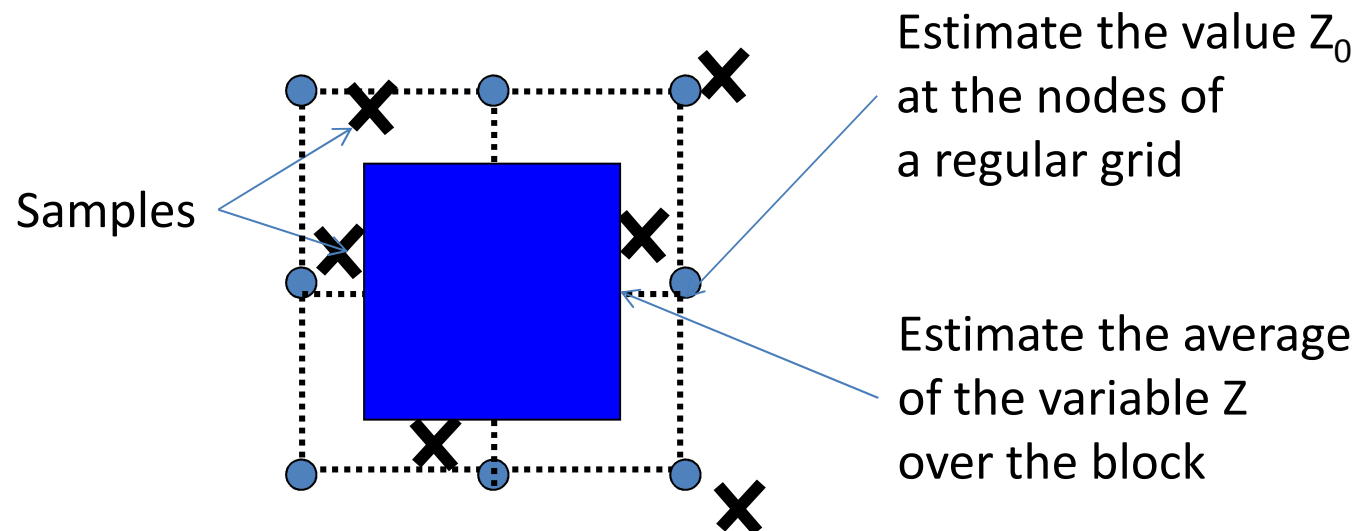 Estimate the value Z₀
at the nodes of
a regular grid
Samples
Estimate the average
of the variable Z
over the block